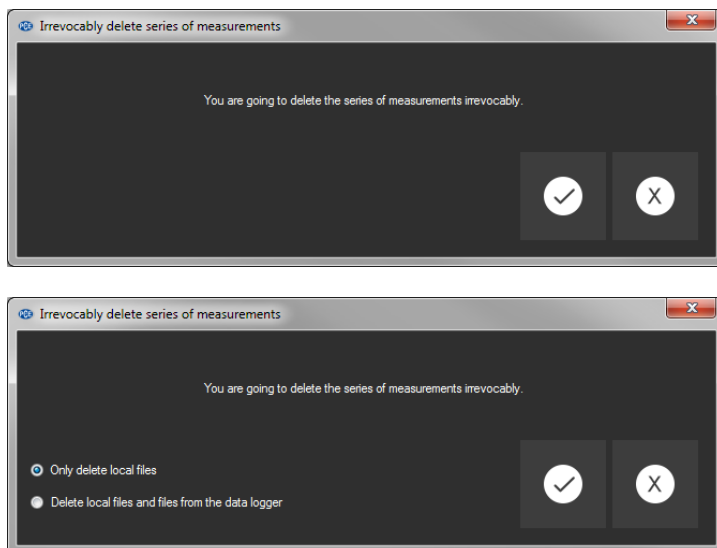 PCE Irrevocably delete series of measurements
You are going to delete the series of measurements irrevocably.
X
PCE Irrevocably delete series of measurements
You are going to delete the series of measurements irrevocably.
Only delete local files
Delete local files and files from the data logger
X